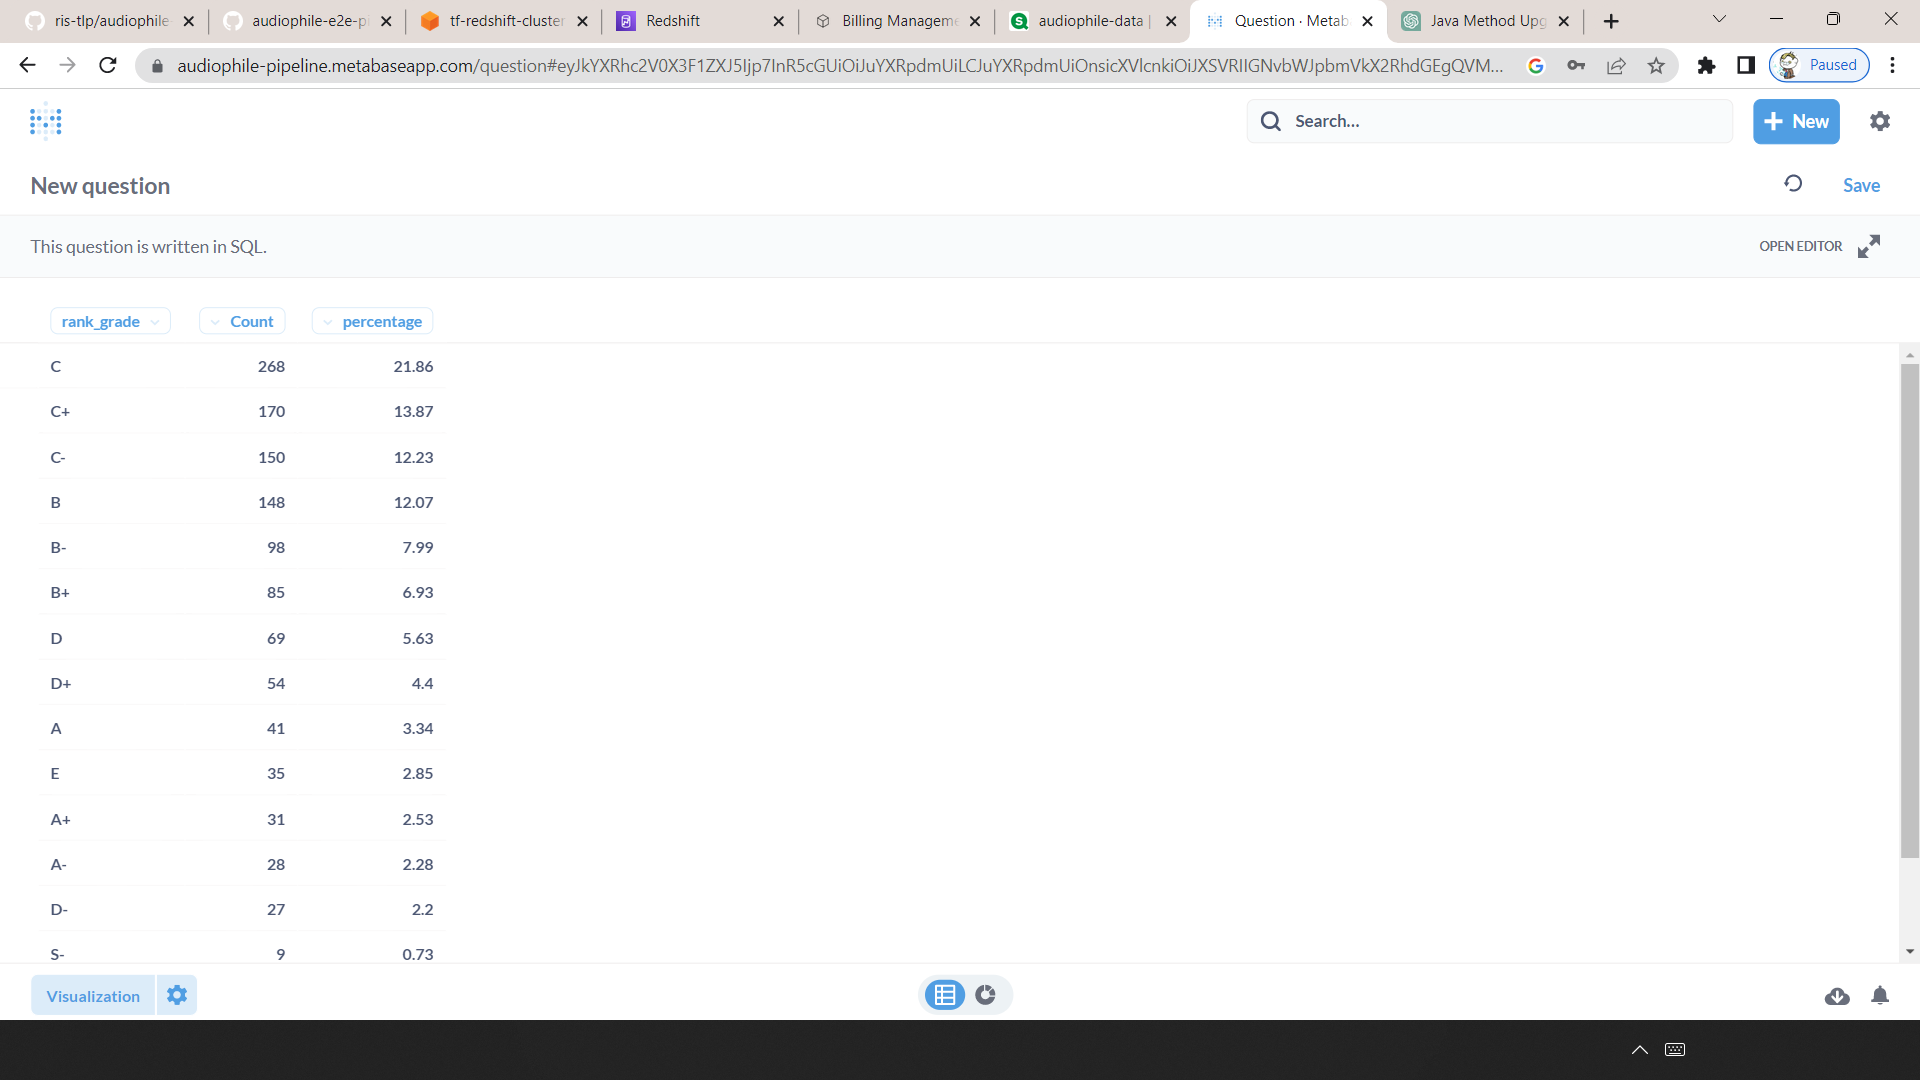 ris-tlp/audiophile-
audiophile-e2e-pi
tf-redshift-cluster
Redshift
Billing Manageme
audiophile-data |
Question · Metab
Java Method Upg
audiophile-pipeline.metabaseapp.com/question#eyJkYXRhc2V0X3F1ZXJ5Ijp7InR5cGUiOiJuYXRpdmUiLCJuYXRpdmUiOnsicXVlcnkiOiJXSVRIIGNvbWJpbmVkX2RhdGEgQVM...
Paused
Search...
New
New question
Save
This question is written in SQL.
OPEN EDITOR
rank_grade Count percentage
C 268 21.86
C+ 170 13.87
C- 150 12.23
B 148 12.07
B- 98 7.99
B+ 85 6.93
D 69 5.63
D+ 54 4.4
A 41 3.34
E 35 2.85
A+ 31 2.53
A- 28 2.28
D- 27 2.2
S- 9 0.73
Visualization